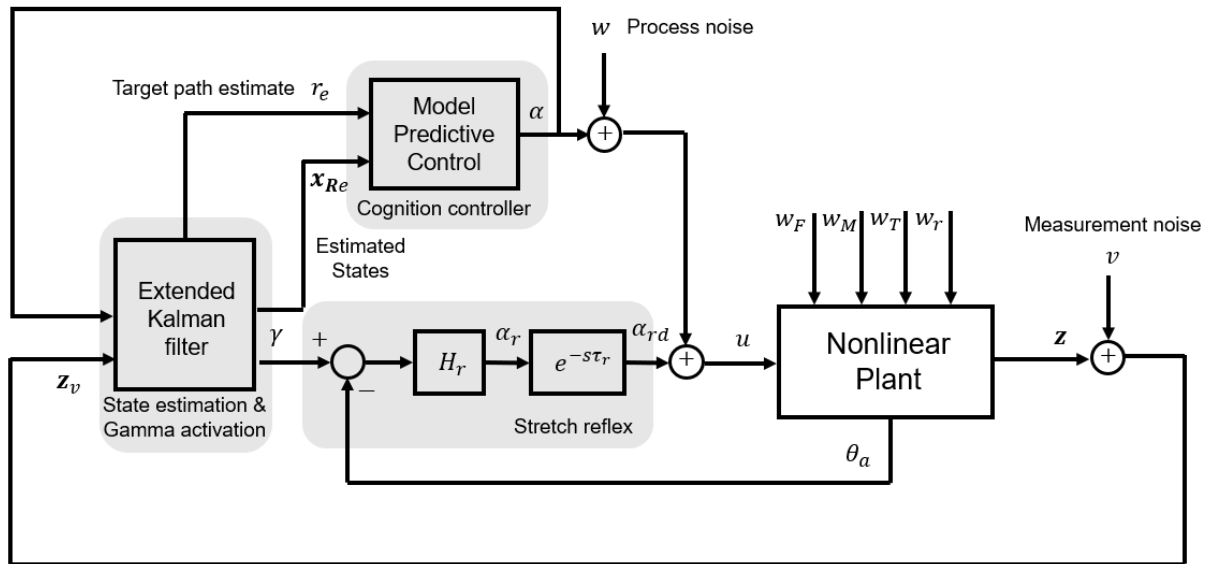 w Process noise
Target path estimate r_e
Model
Predictive
Control
α
+
x_Re
Cognition controller
Estimated
States
w_F w_M w_T w_r
Measurement noise
v
Extended
Kalman
filter
γ
+
−
H_r
α_r
e^{−sτ_r}
α_rd
+
u
Nonlinear
Plant
z
+
z_v
State estimation &
Gamma activation
Stretch reflex
θ_a